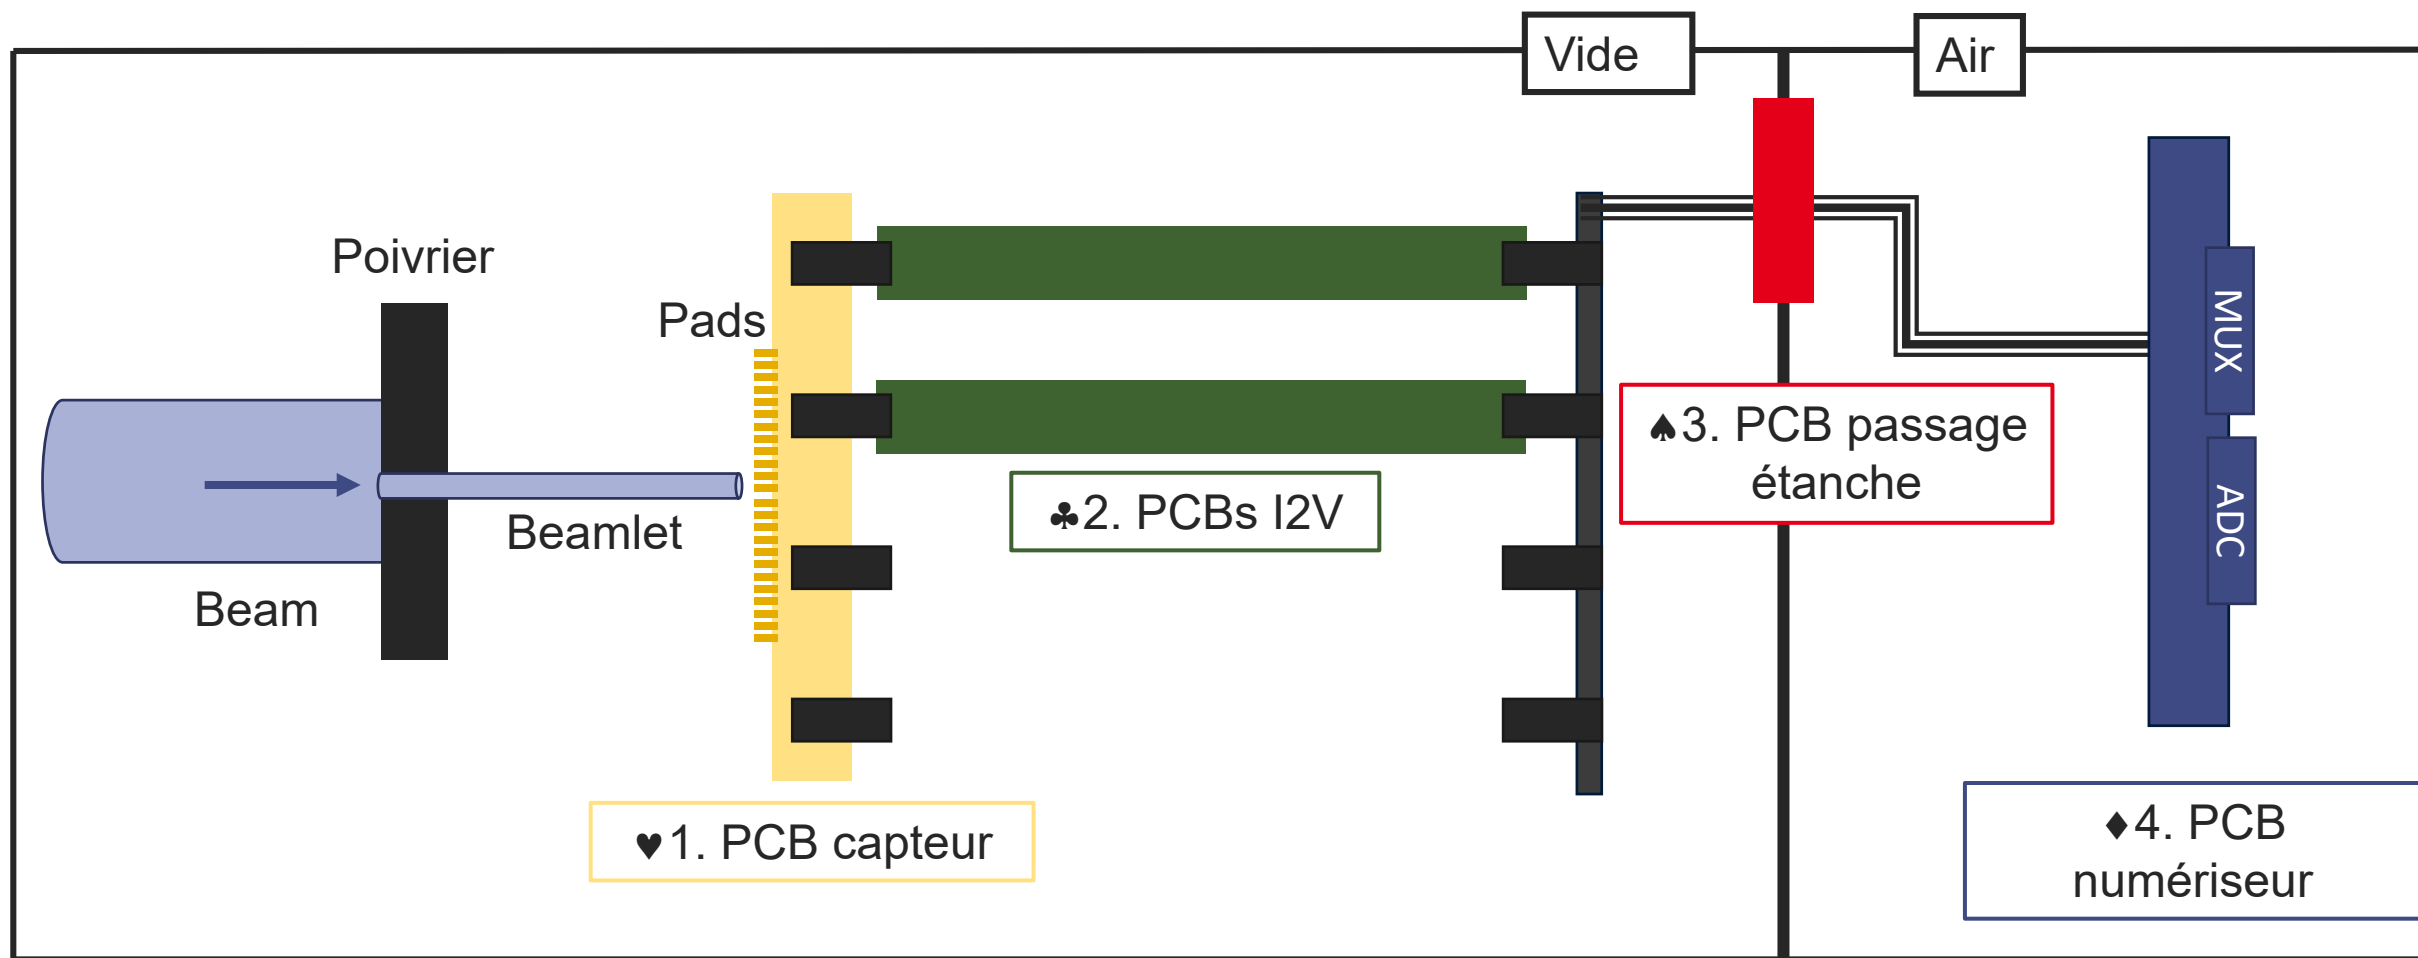 Vide
Air
Poivrier
Pads
MUX
♠3. PCB passage
étanche
ADC
♣2. PCBs I2V
Beamlet
Beam
♥1. PCB capteur
♦4. PCB
numériseur